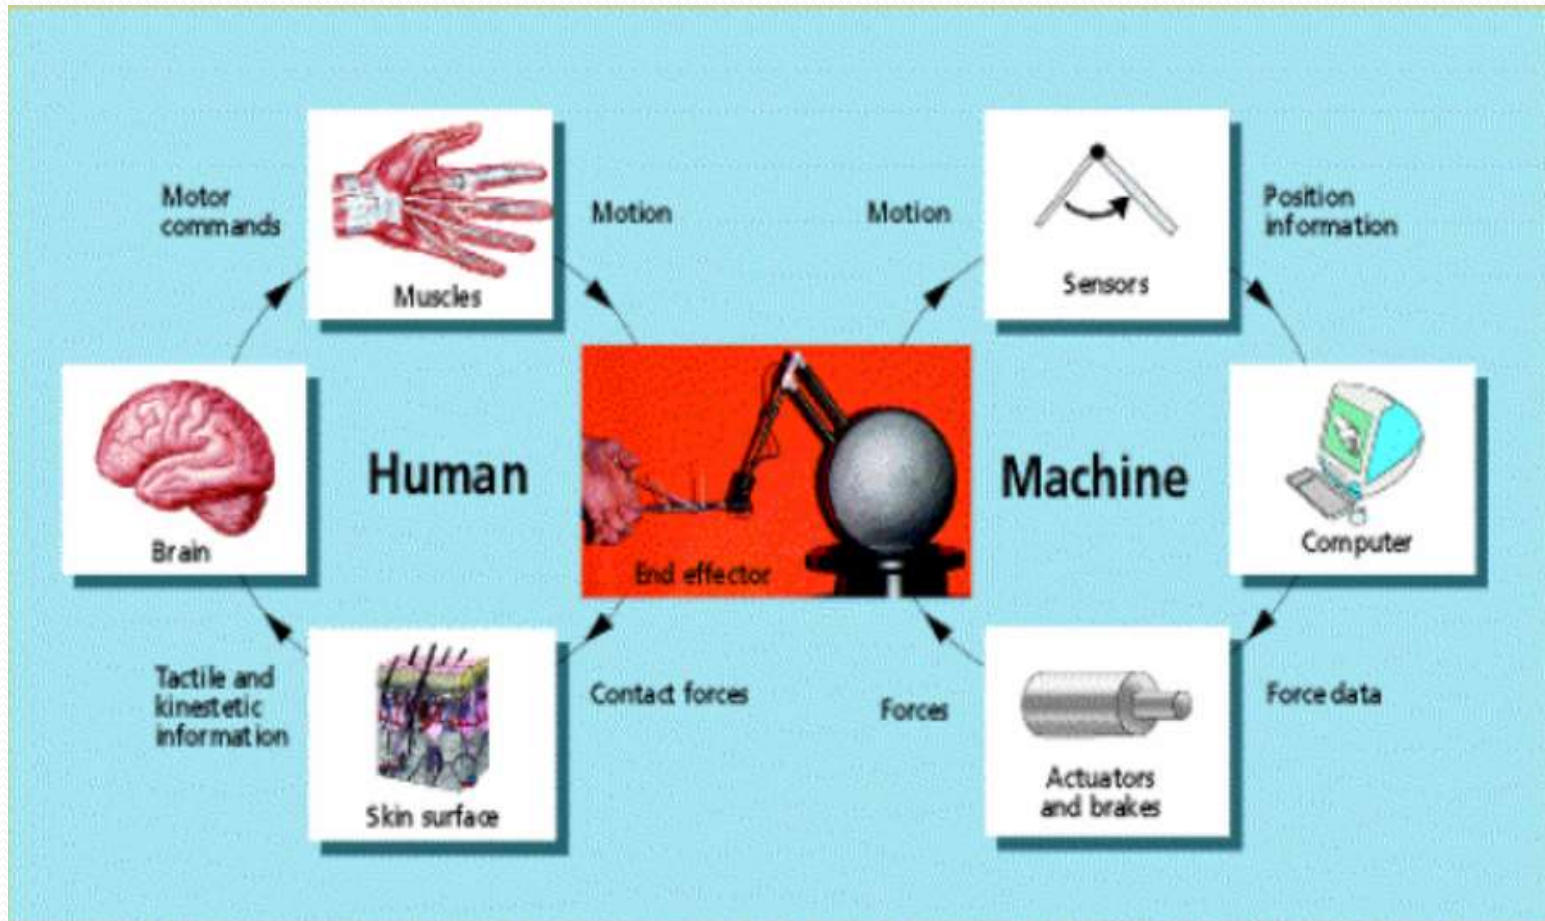 Motor
commands
Muscles
Motion
Motion
Sensors
Position
information
Brain
Human
End effector
Machine
Computer
Tactile and
kinestetic
information
Skin surface
Contact forces
Forces
Actuators
and brakes
Force data